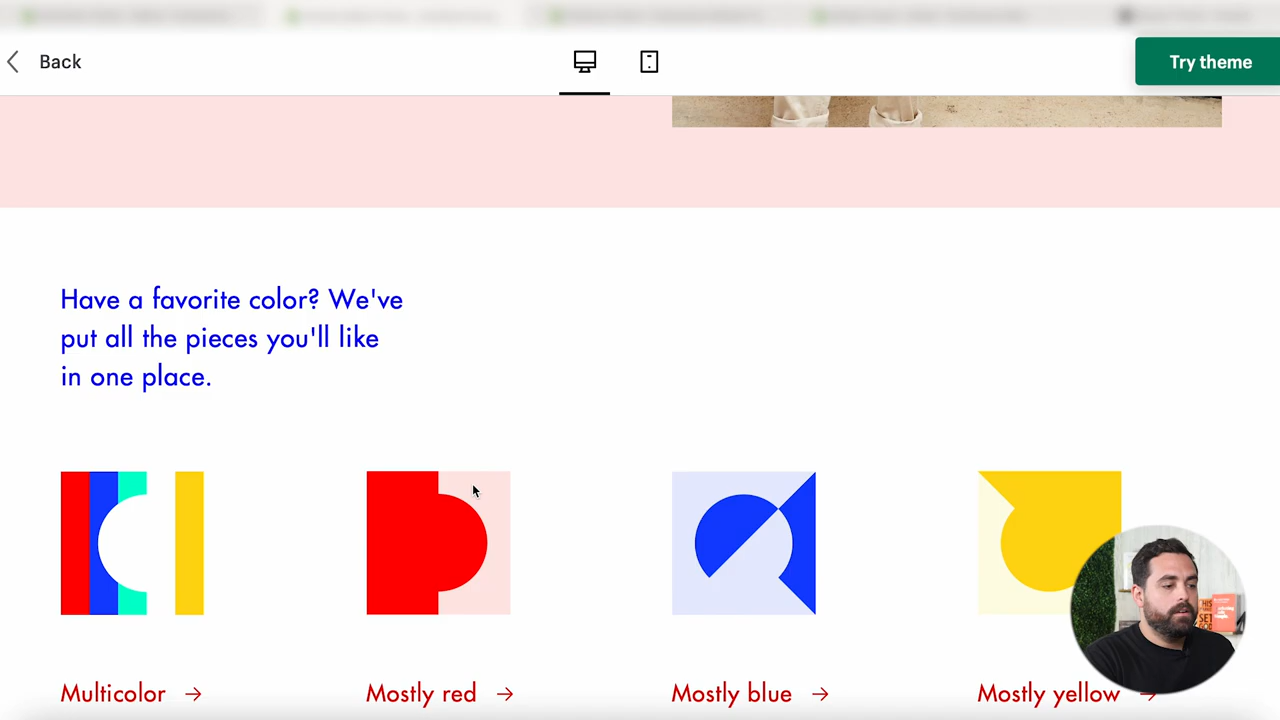 Back
Try theme
Have a favorite color? We've
put all the pieces you'll like
in one place.
Multicolor →
Mostly red →
Mostly blue →
Mostly yellow →